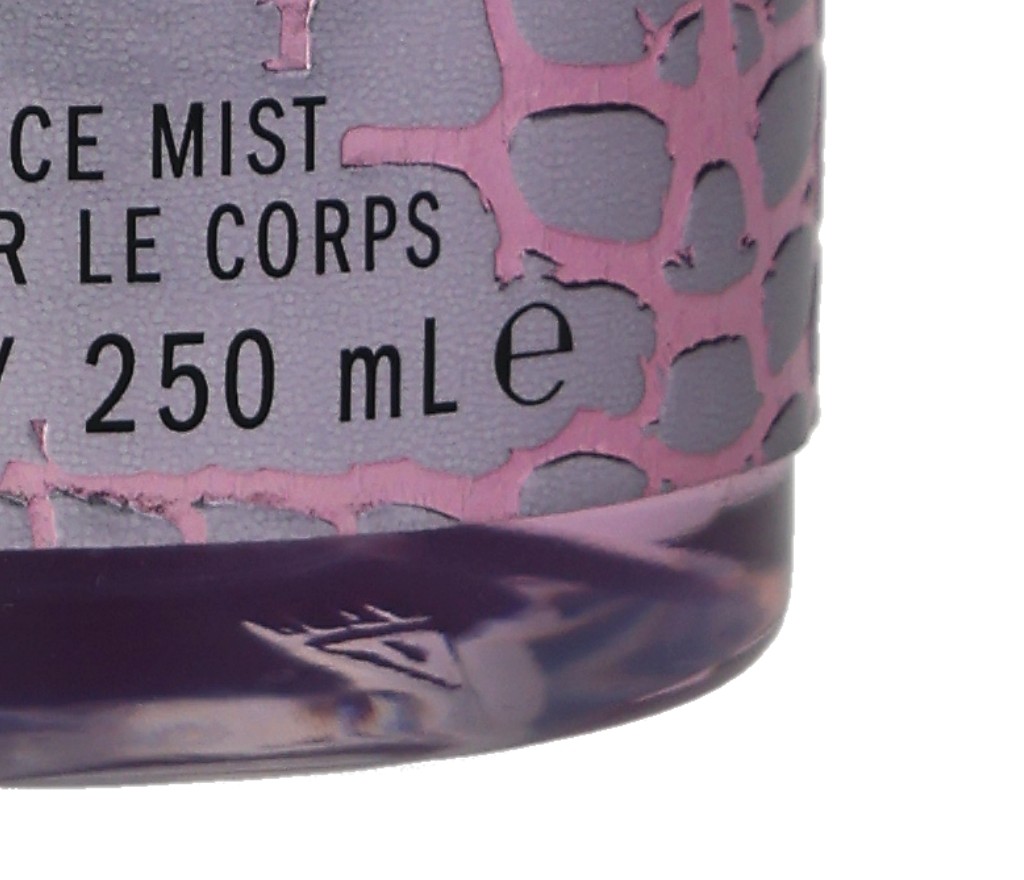 CE MIST
R LE CORPS
/ 250 mL e